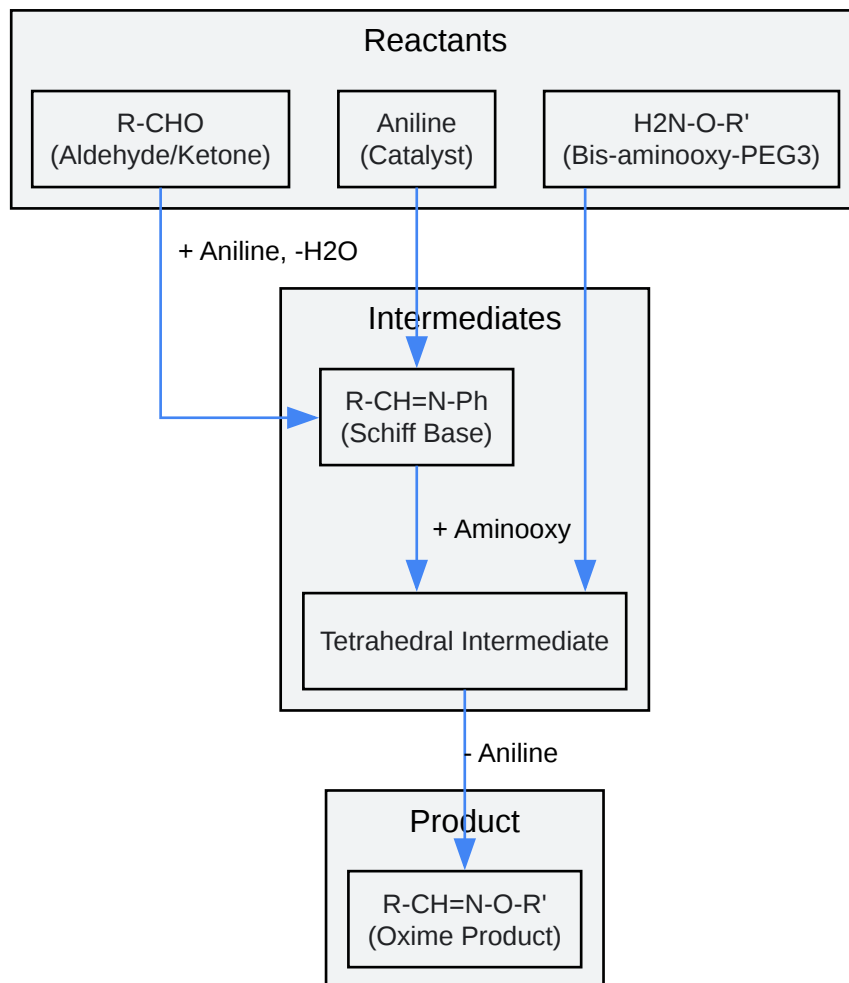 Reactants
R-CHO
(Aldehyde/Ketone)
Aniline
(Catalyst)
H2N-O-R'
(Bis-aminooxy-PEG3)
+ Aniline, -H2O
Intermediates
R-CH=N-Ph
(Schiff Base)
+ Aminooxy
Tetrahedral Intermediate
- Aniline
Product
R-CH=N-O-R'
(Oxime Product)